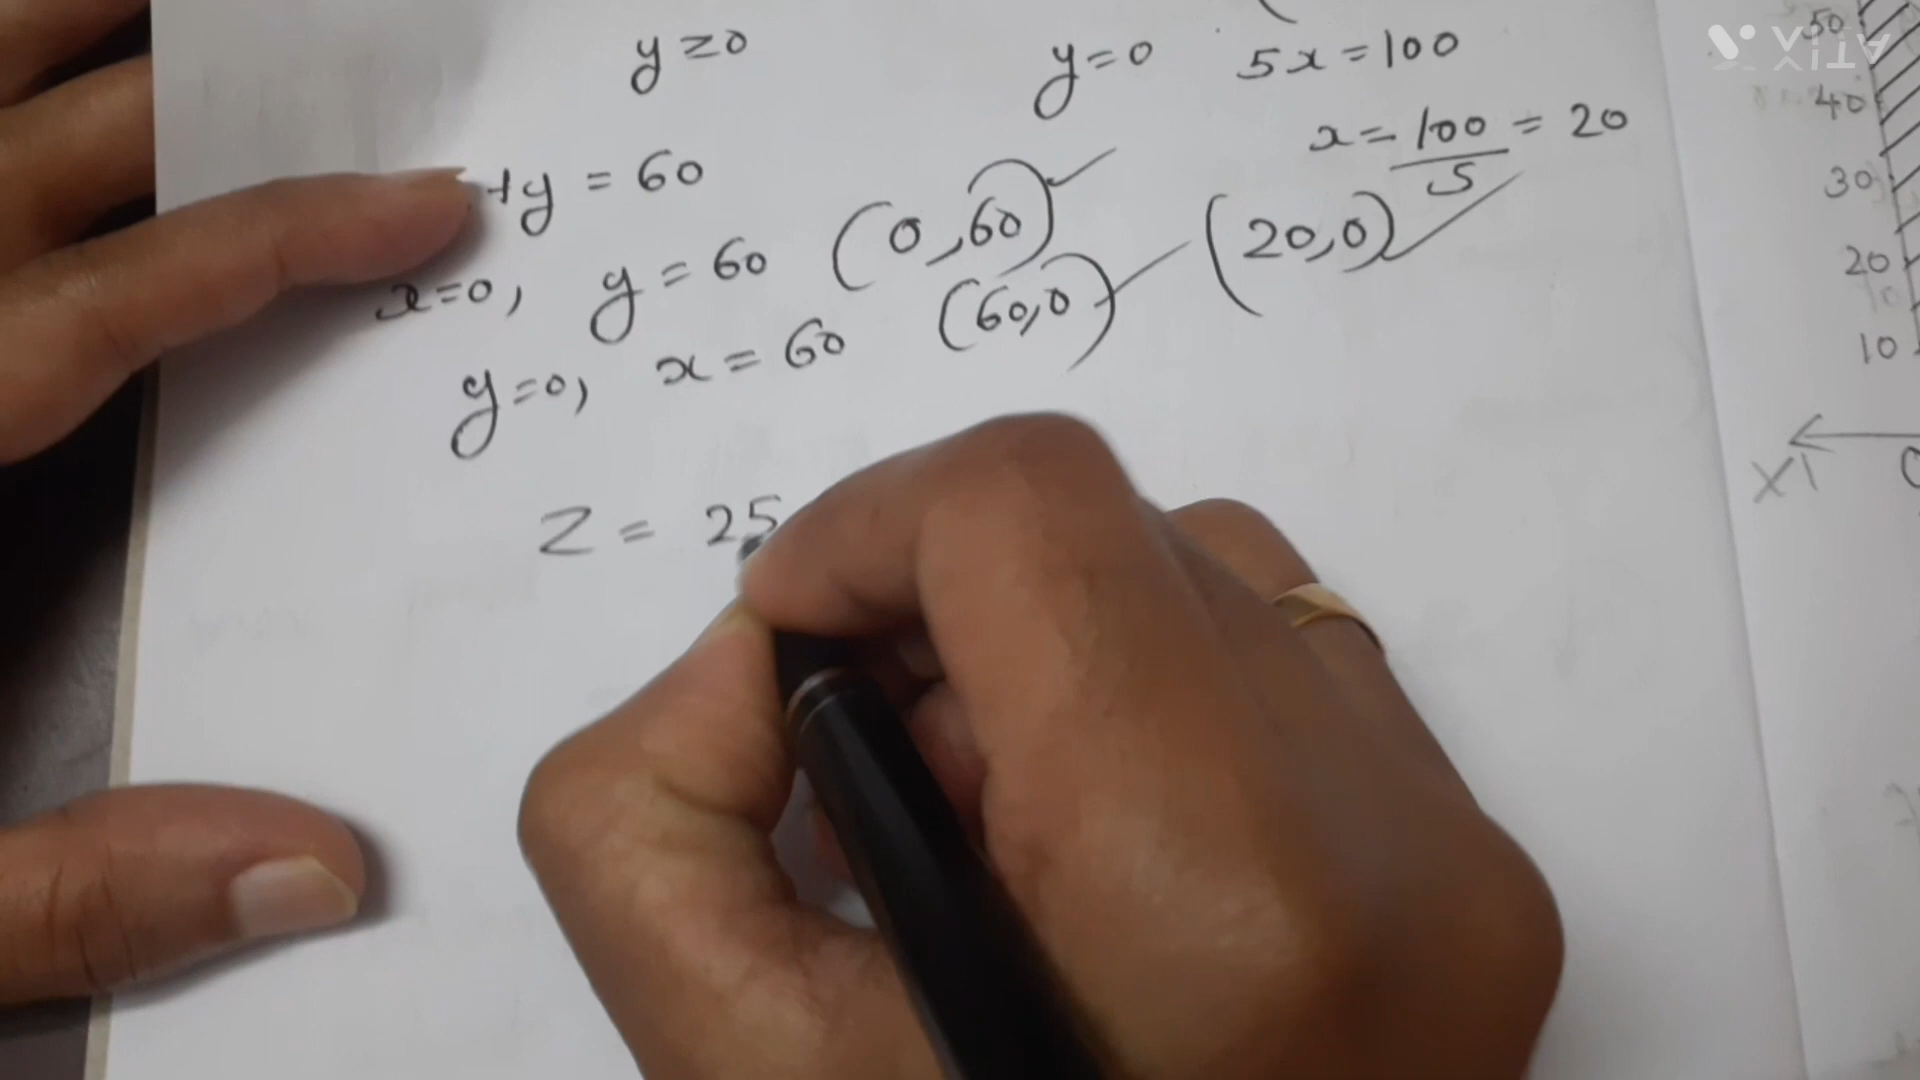 y ≥ 0
y = 0 5x = 100
x = 100/5 = 20
+y = 60
(0,60) (20,0)
x=0, y = 60
(60,0)
y=0, x = 60
Z = 25
50
40
30
20
10
X1